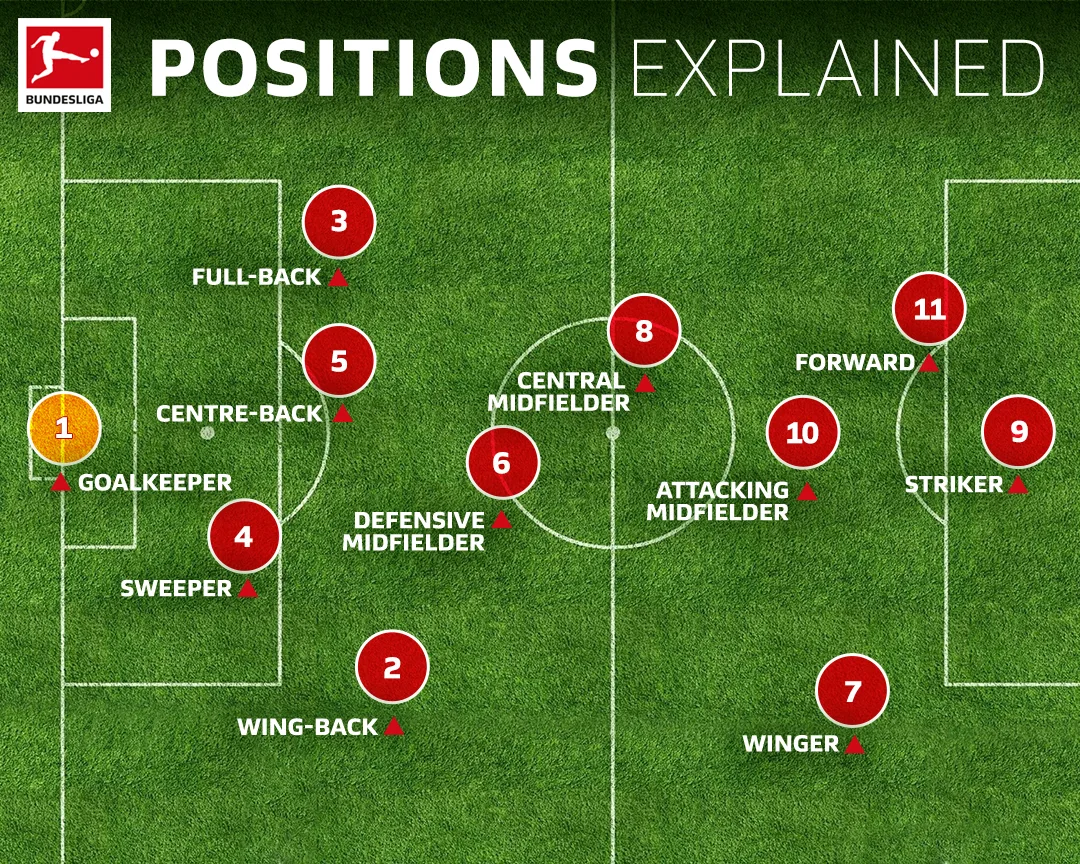 BUNDESLIGA
POSITIONS EXPLAINED
3
FULL-BACK
5
CENTRE-BACK
1
GOALKEEPER
4
SWEEPER
2
WING-BACK
6
DEFENSIVE
MIDFIELDER
8
CENTRAL
MIDFIELDER
10
ATTACKING
MIDFIELDER
11
FORWARD
9
STRIKER
7
WINGER